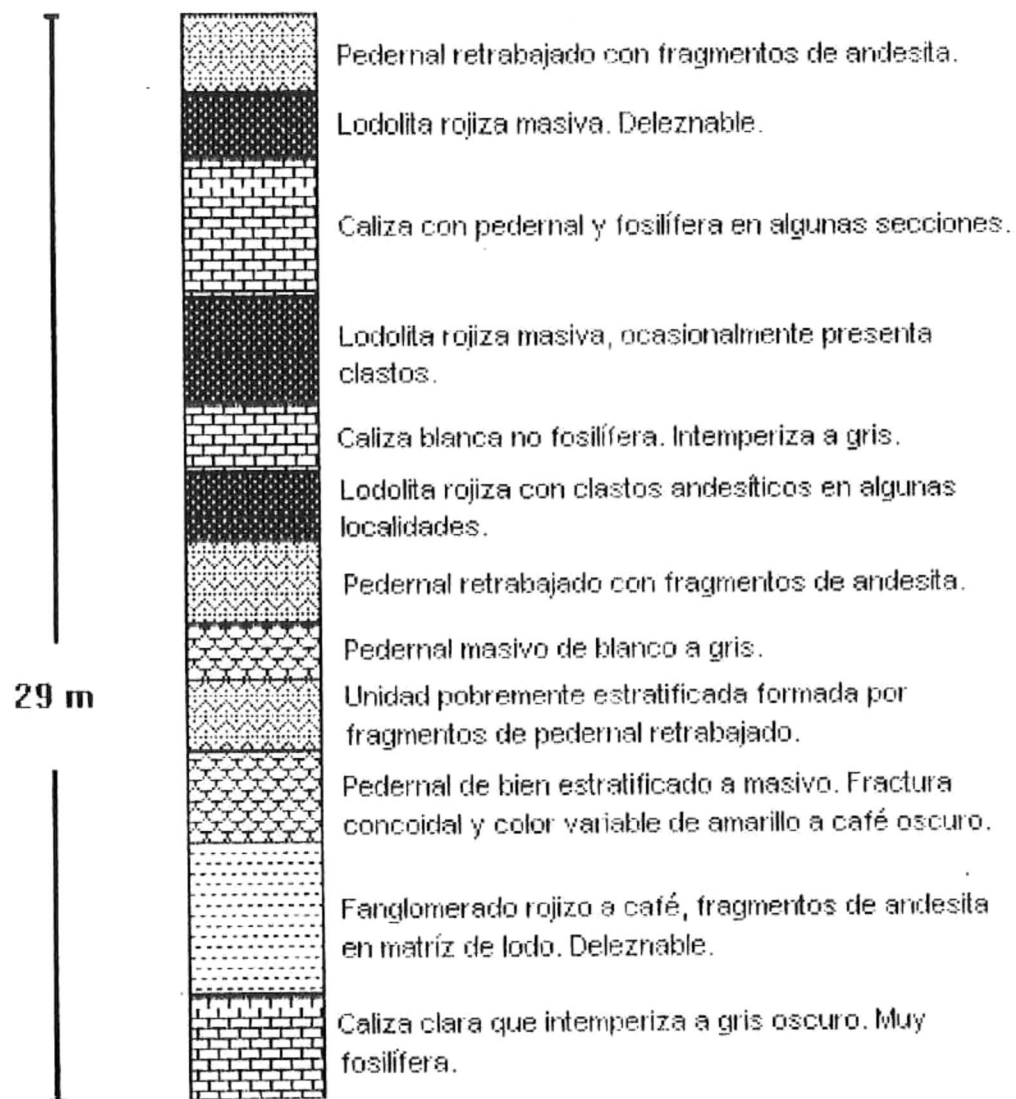 Pedernal retrabajado con fragmentos de andesita.
Lodolita rojiza masiva. Deleznable.
Caliza con pedernal y fosilífera en algunas secciones.
Lodolita rojiza masiva, ocasionalmente presenta
clastos.
Caliza blanca no fosilífera. Intemperiza a gris.
Lodolita rojiza con clastos andesíticos en algunas
localidades.
Pedernal retrabajado con fragmentos de andesita.
Pedernal masivo de blanco a gris.
29 m
Unidad pobremente estratificada formada por
fragmentos de pedernal retrabajado.
Pedernal de bien estratificado a masivo. Fractura
concoidal y color variable de amarillo a café oscuro.
Fanglomerado rojizo a café, fragmentos de andesita
en matríz de lodo. Deleznable.
Caliza clara que intemperiza a gris oscuro. Muy
fosilífera.